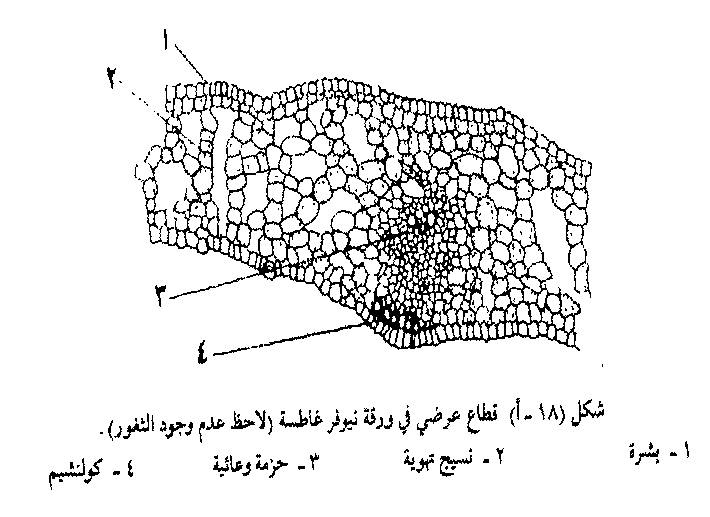 ١
٢
٣
٤
شكل (١٨ - أ) قطاع عرضي في ورقة نيوفر غاطسة (لاحظ عدم وجود الثغور).
١ - بشرة ٢ - نسيج تهوية ٣ - حزمة وعائية ٤ - كولنشيم